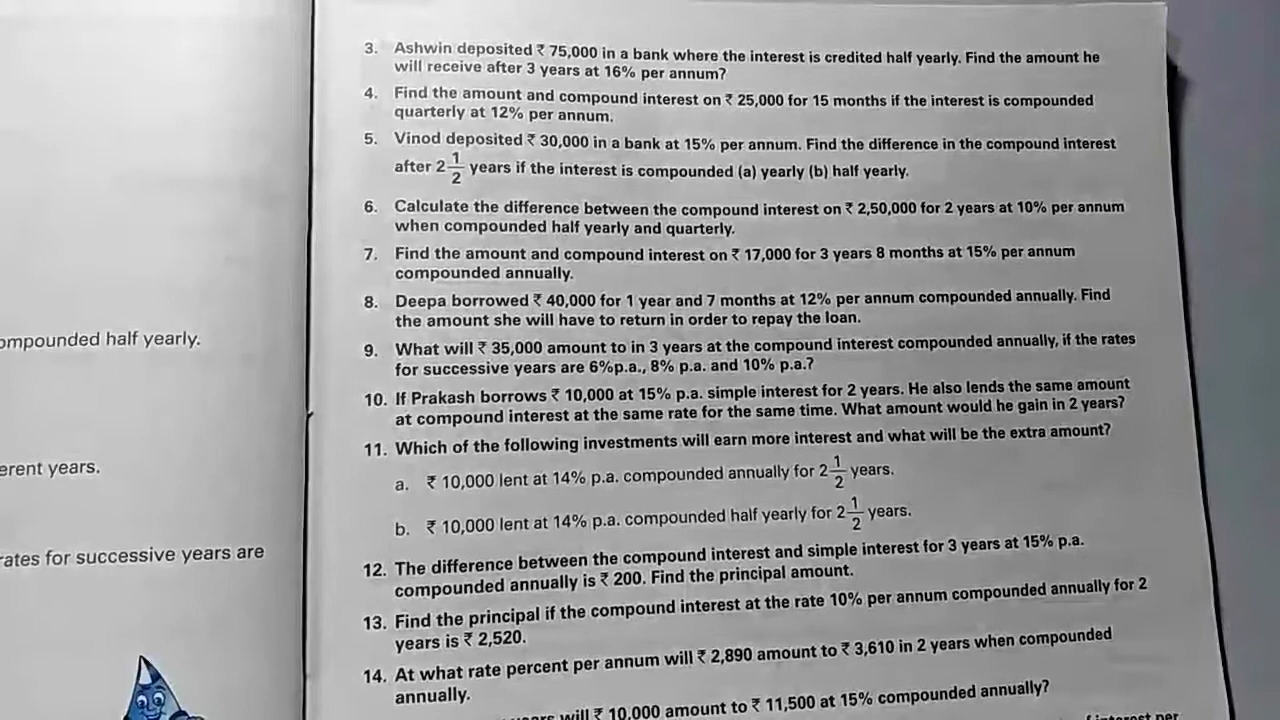 ompounded half yearly.
erent years.
rates for successive years are
3. Ashwin deposited ₹ 75,000 in a bank where the interest is credited half yearly. Find the amount he
will receive after 3 years at 16% per annum?
4. Find the amount and compound interest on ₹ 25,000 for 15 months if the interest is compounded
quarterly at 12% per annum.
5. Vinod deposited ₹ 30,000 in a bank at 15% per annum. Find the difference in the compound interest
after 2 1/2 years if the interest is compounded (a) yearly (b) half yearly.
6. Calculate the difference between the compound interest on ₹ 2,50,000 for 2 years at 10% per annum
when compounded half yearly and quarterly.
7. Find the amount and compound interest on ₹ 17,000 for 3 years 8 months at 15% per annum
compounded annually.
8. Deepa borrowed ₹ 40,000 for 1 year and 7 months at 12% per annum compounded annually. Find
the amount she will have to return in order to repay the loan.
9. What will ₹ 35,000 amount to in 3 years at the compound interest compounded annually, if the rates
for successive years are 6%p.a., 8% p.a. and 10% p.a.?
10. If Prakash borrows ₹ 10,000 at 15% p.a. simple interest for 2 years. He also lends the same amount
at compound interest at the same rate for the same time. What amount would he gain in 2 years?
11. Which of the following investments will earn more interest and what will be the extra amount?
a. ₹ 10,000 lent at 14% p.a. compounded annually for 2 1/2 years.
b. ₹ 10,000 lent at 14% p.a. compounded half yearly for 2 1/2 years.
12. The difference between the compound interest and simple interest for 3 years at 15% p.a.
compounded annually is ₹ 200. Find the principal amount.
13. Find the principal if the compound interest at the rate 10% per annum compounded annually for 2
years is ₹ 2,520.
14. At what rate percent per annum will ₹ 2,890 amount to ₹ 3,610 in 2 years when compounded
annually.
will ₹ 10,000 amount to ₹ 11,500 at 15% compounded annually?
interest per